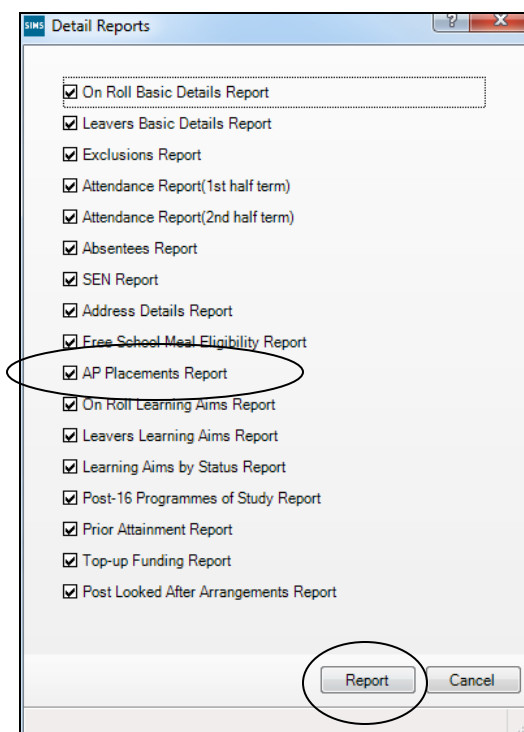 SIMS Detail Reports
On Roll Basic Details Report
Leavers Basic Details Report
Exclusions Report
Attendance Report(1st half term)
Attendance Report(2nd half term)
Absentees Report
SEN Report
Address Details Report
Free School Meal Eligibility Report
AP Placements Report
On Roll Learning Aims Report
Leavers Learning Aims Report
Learning Aims by Status Report
Post-16 Programmes of Study Report
Prior Attainment Report
Top-up Funding Report
Post Looked After Arrangements Report
Report Cancel